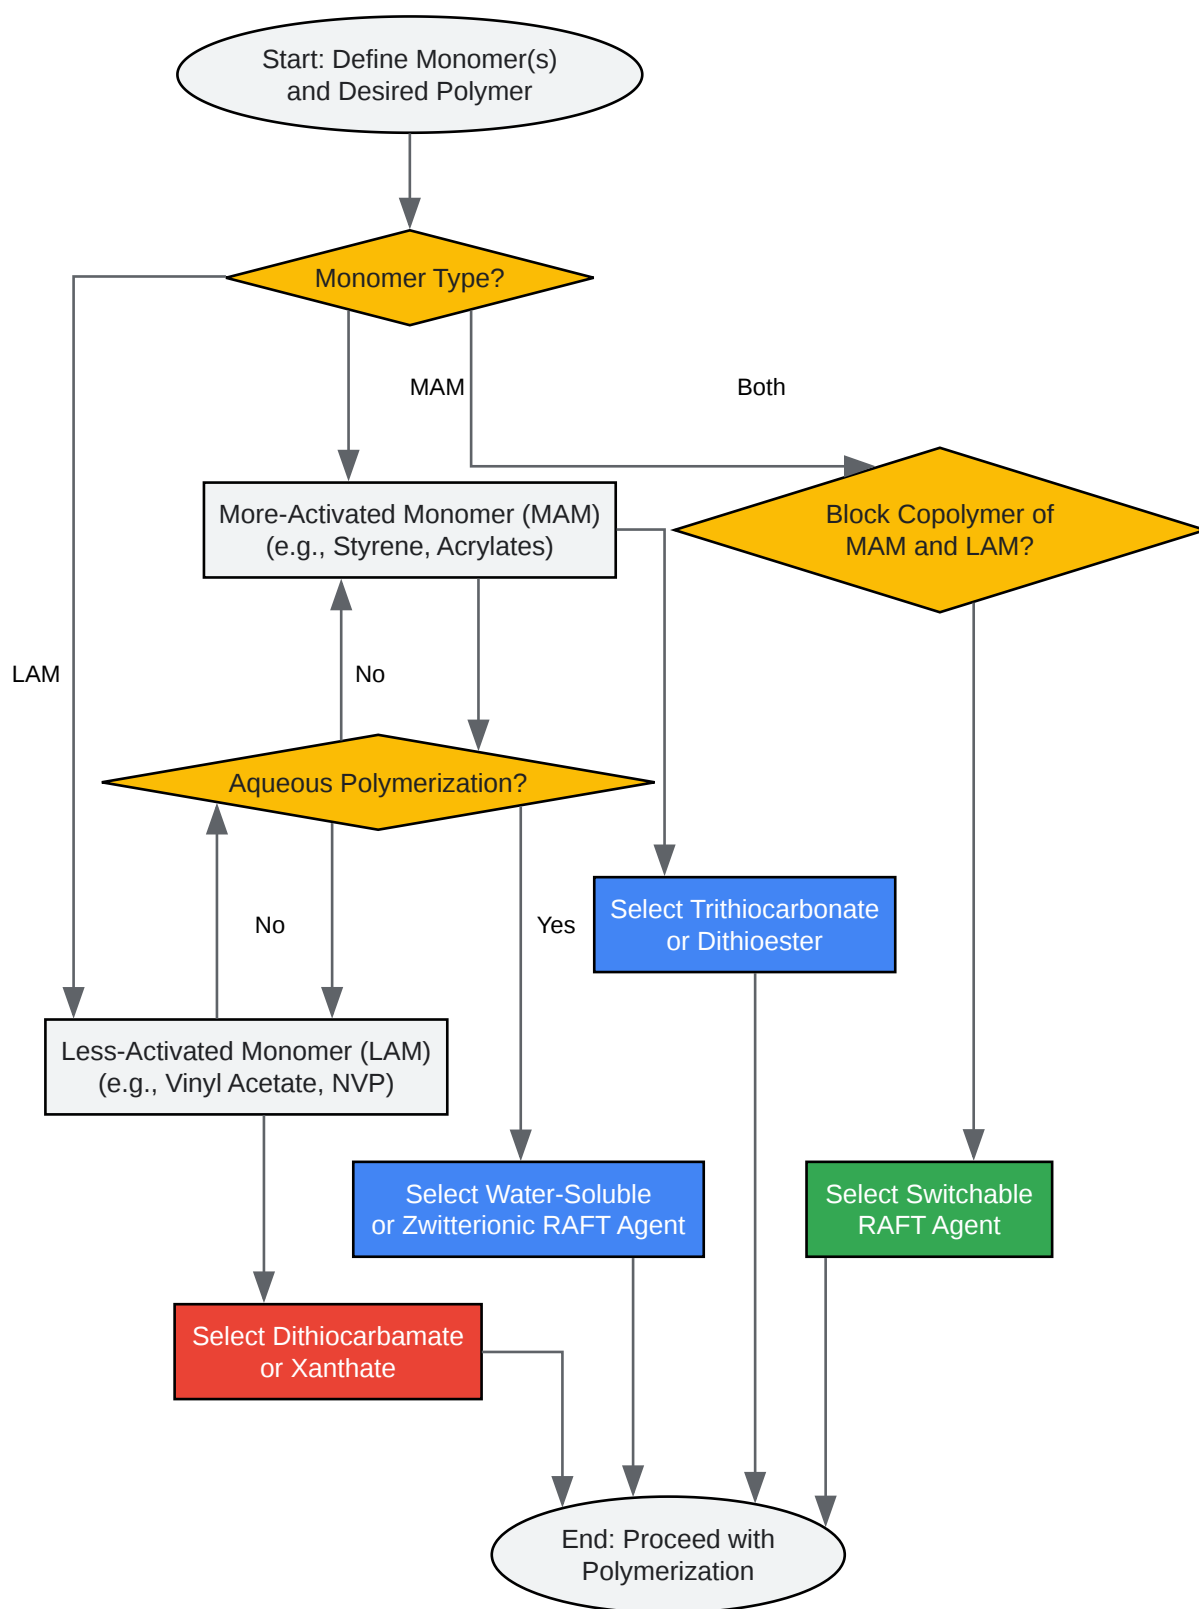 Start: Define Monomer(s)
and Desired Polymer
Monomer Type?
MAM
Both
More-Activated Monomer (MAM)
(e.g., Styrene, Acrylates)
Block Copolymer of
MAM and LAM?
LAM
No
Aqueous Polymerization?
No
Yes
Select Trithiocarbonate
or Dithioester
Less-Activated Monomer (LAM)
(e.g., Vinyl Acetate, NVP)
Select Water-Soluble
or Zwitterionic RAFT Agent
Select Switchable
RAFT Agent
Select Dithiocarbamate
or Xanthate
End: Proceed with
Polymerization